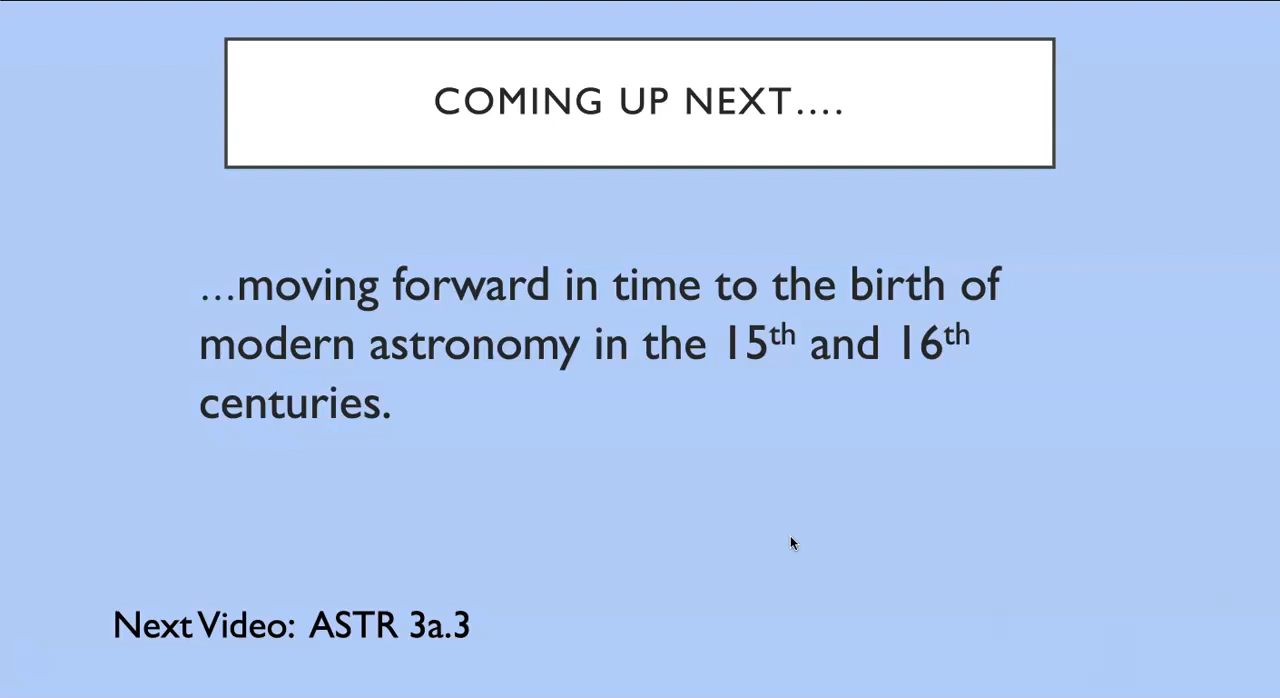 COMING UP NEXT....
...moving forward in time to the birth of
modern astronomy in the 15th and 16th
centuries.
Next Video: ASTR 3a.3